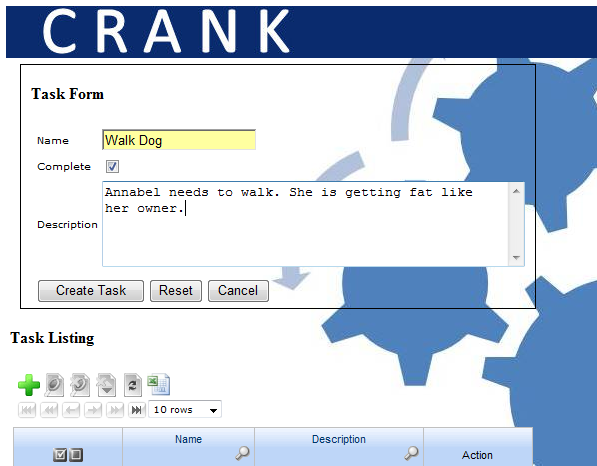 CRANK
Task Form
Name
Walk Dog
Complete
Description
Annabel needs to walk. She is getting fat like
her owner.
Create Task
Reset
Cancel
Task Listing
10 rows
Name
Description
Action